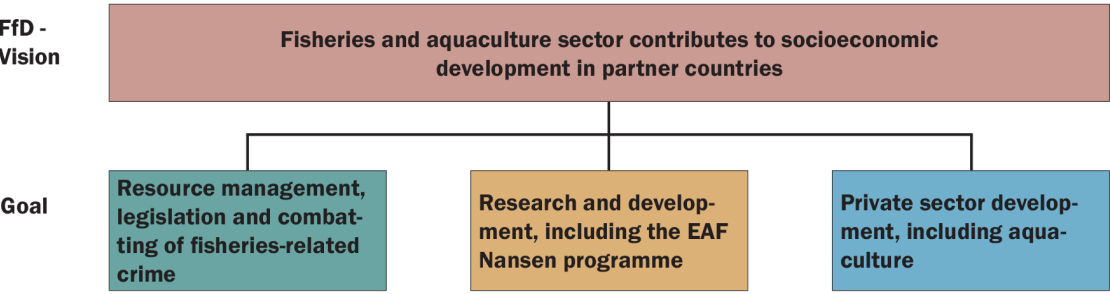 FfD -
Vision
Fisheries and aquaculture sector contributes to socioeconomic
development in partner countries
Goal
Resource management,
legislation and combat-
ting of fisheries-related
crime
Research and develop-
ment, including the EAF
Nansen programme
Private sector develop-
ment, including aqua-
culture